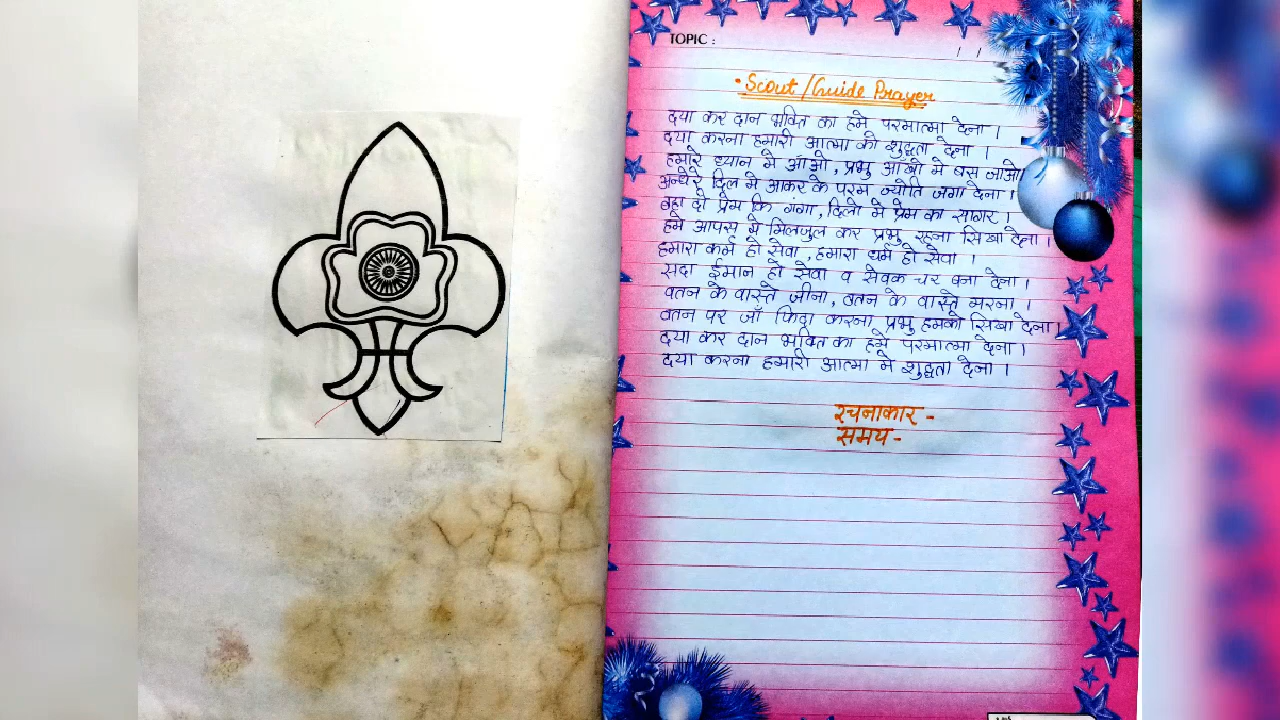 TOPIC :
• Scout/Guide Prayer
दया कर दान भक्ति का हमे परमात्मा देना ।
दया करना हमारी आत्मा को शुद्धता देना ।
हमारे ध्यान मे आओ, प्रभु आँखो मे बस जाओ।
अन्धेरे दिल मे आकर के परम ज्योति जगा देना ।
बहा दो प्रेम कि गंगा, दिलो मे प्रेम का सागर ।
हमे आपस मे मिलजुल कर प्रभु रहना सिखा देना ।
हमारा कर्म हो सेवा, हमारा धर्म हो सेवा ।
सदा ईमान हो सेवा व सेवक चर बना देना ।
वतन के वास्ते जीना, वतन के वास्ते मरना ।
वतन पर जाँ फिदा करना प्रभु हमको सिखा देना।
दया कर दान भक्ति का हमे परमात्मा देना ।
दया करना हमारी आत्मा मे शुद्धता देना ।
रचनाकार -
समय -